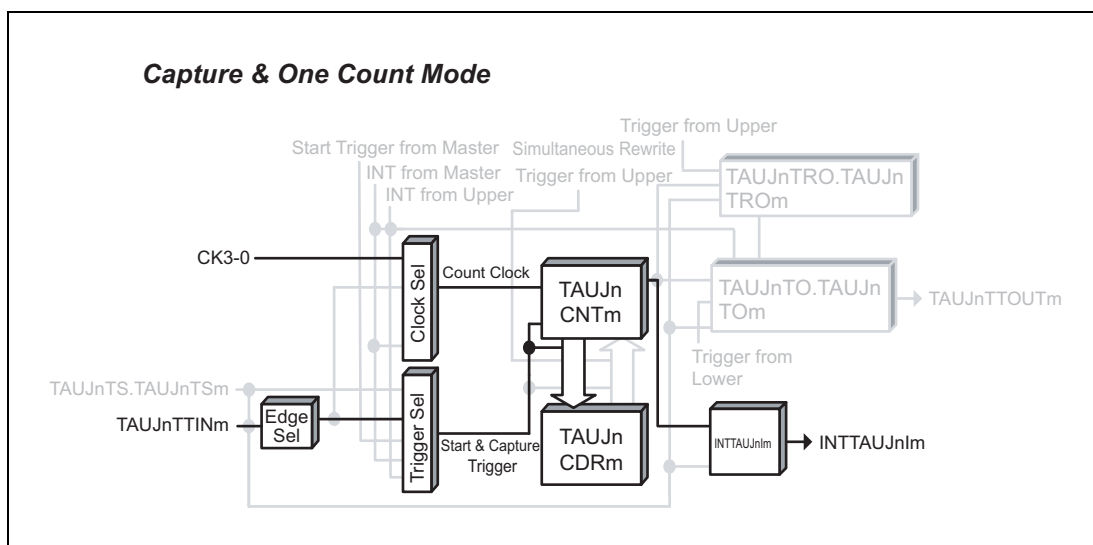 Capture & One Count Mode
Trigger from Upper
Start Trigger from Master
Simultaneous Rewrite
INT from Master
Trigger from Upper
INT from Upper
TAUJnTRO.TAUJn
TROm
CK3-0
Clock Sel
Count Clock
TAUJn
CNTm
TAUJnTO.TAUJn
TOm
TAUJnTTOUTm
Trigger from
Lower
TAUJnTS.TAUJnTSm
TAUJnTTINm
Edge
Sel
Trigger Sel
Start & Capture
Trigger
TAUJn
CDRm
INTTAUJnIm
INTTAUJnIm